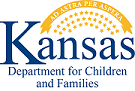 AD ASTRA PER ASPERA
Kansas
Department for Children
and Families